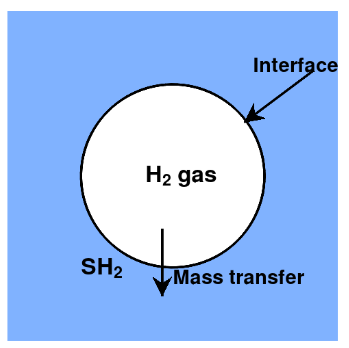 Interface
H₂ gas
SH₂
Mass transfer